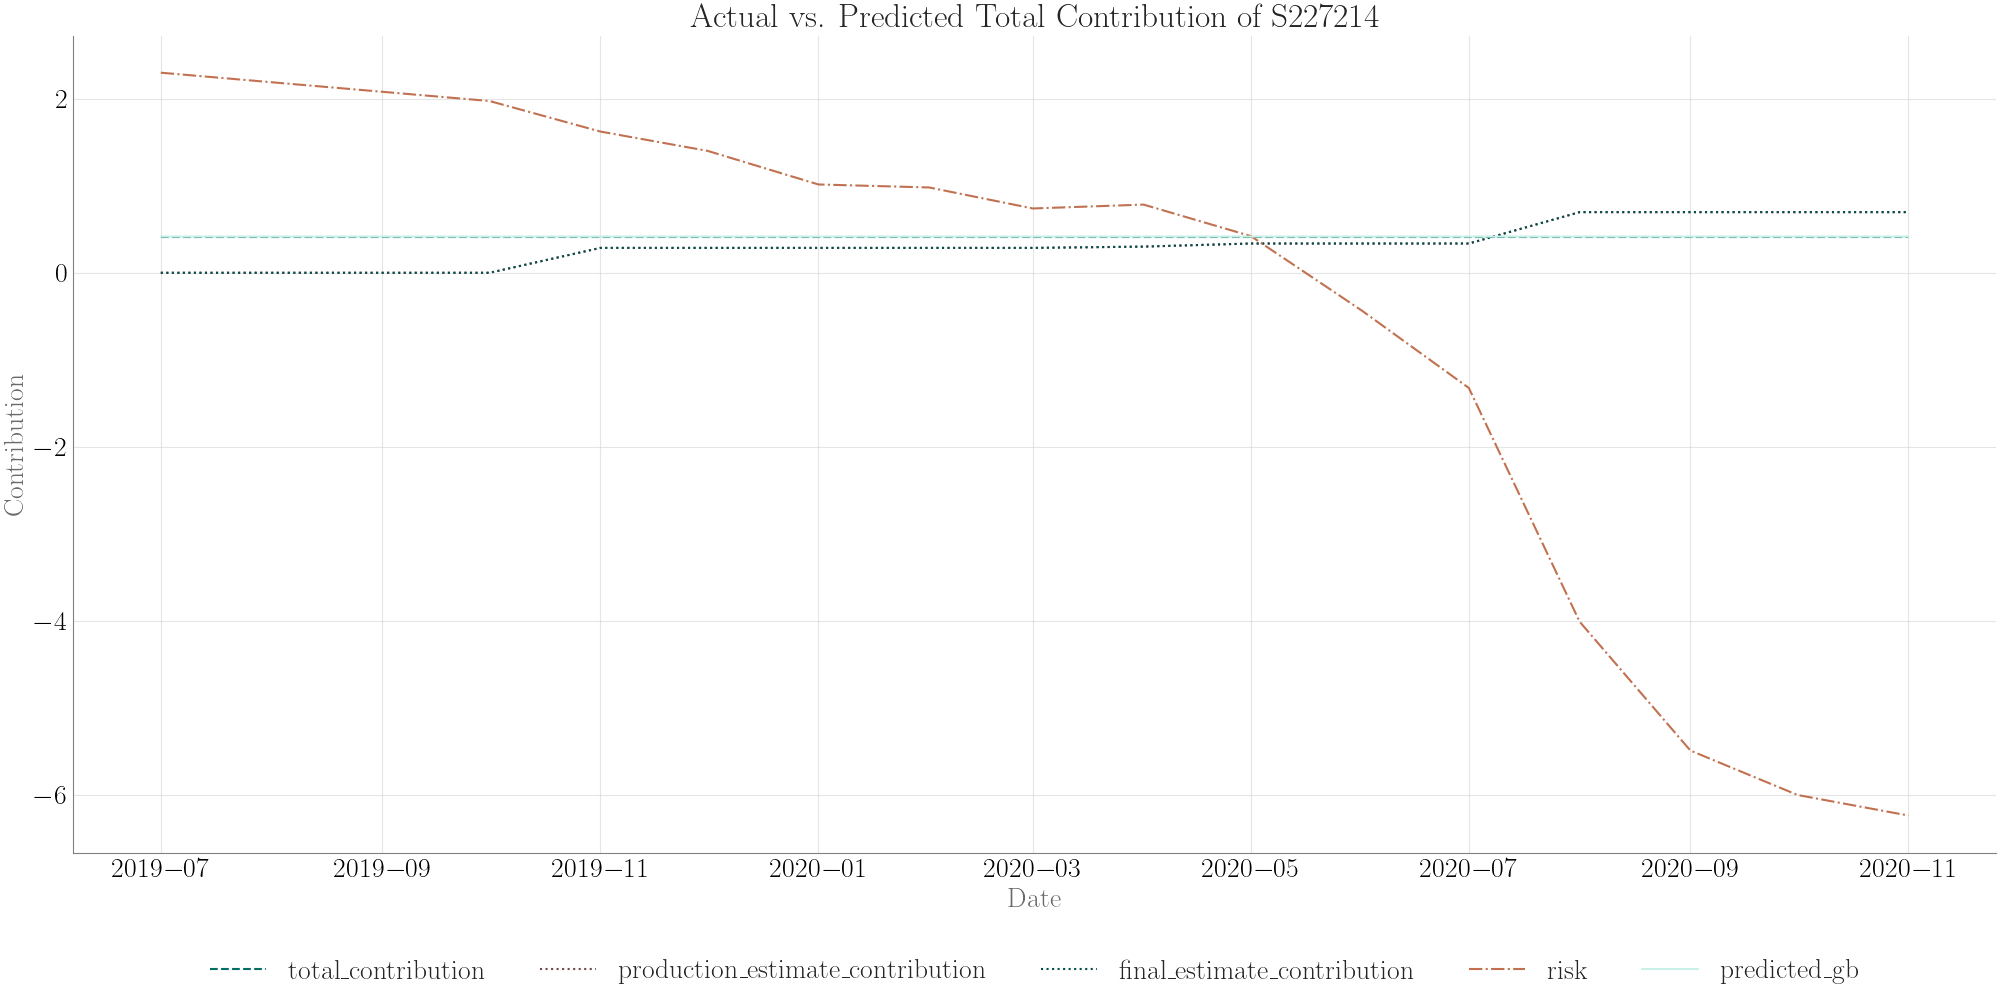 Actual vs. Predicted Total Contribution of S227214
Contribution
2
0
−2
−4
−6
2019−07 2019−09 2019−11 2020−01 2020−03 2020−05 2020−07 2020−09 2020−11
Date
total_contribution production_estimate_contribution final_estimate_contribution risk predicted_gb